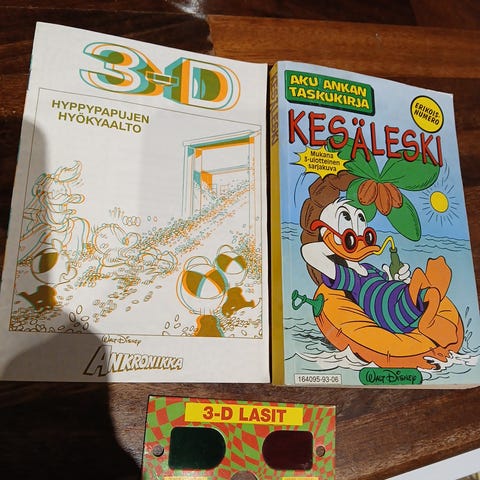 3-D
HYPPYPAPUJEN
HYÖKYAALTO
WALT DISNEY
ANKRONIKKA
AKU ANKAN
TASKUKIRJA
ERIKOIS-
NUMERO
KESÄLESKI
Mukana
3-ulotteinen
sarjakuva
164095-93-06
WALT DISNEY
3-D LASIT